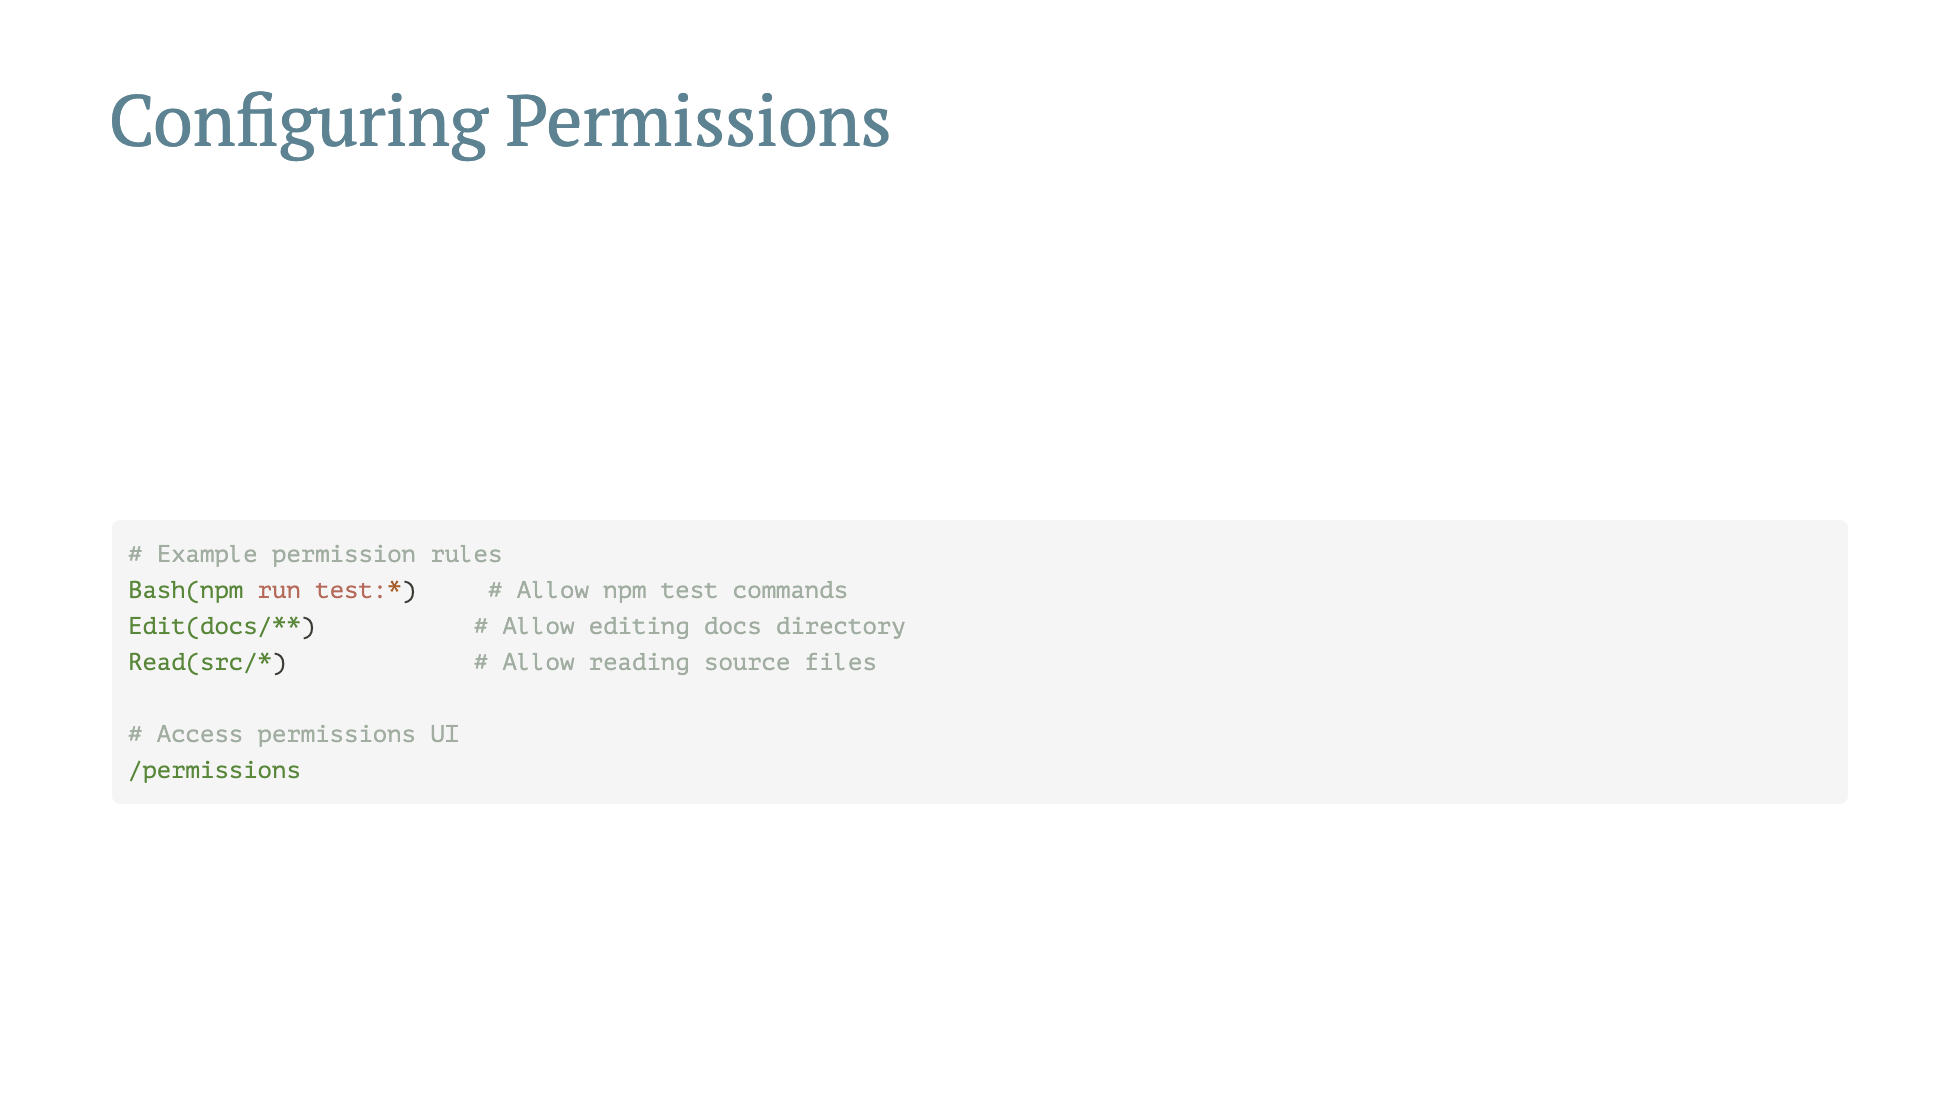 Configuring Permissions
# Example permission rules
Bash(npm run test:*)     # Allow npm test commands
Edit(docs/**)           # Allow editing docs directory
Read(src/*)             # Allow reading source files
# Access permissions UI
/permissions